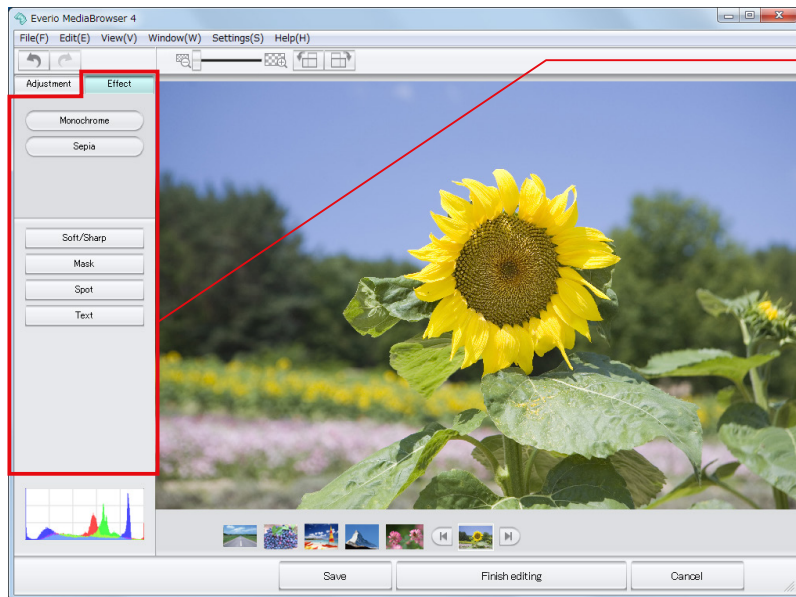 Everio MediaBrowser 4
File(F) Edit(E) View(V) Window(W) Settings(S) Help(H)
Adjustment Effect
Monochrome
Sepia
Soft/Sharp
Mask
Spot
Text
Save Finish editing Cancel